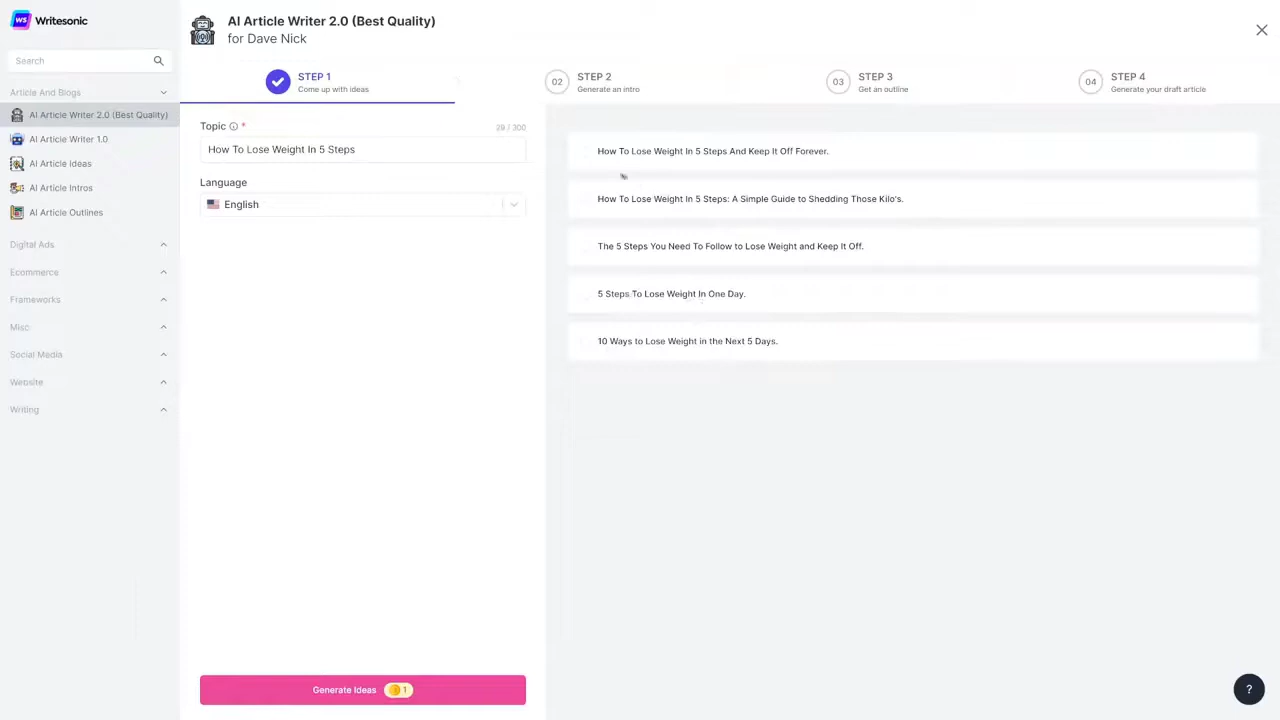 WS Writesonic
Search
Article And Blogs
AI Article Writer 2.0 (Best Quality)
AI Article Writer 1.0
AI Article Ideas
AI Article Intros
AI Article Outlines
Digital Ads
Ecommerce
Frameworks
Misc
Social Media
Website
Writing
AI Article Writer 2.0 (Best Quality)
for Dave Nick
STEP 1
Come up with ideas
02 STEP 2
Generate an intro
03 STEP 3
Get an outline
04 STEP 4
Generate your draft article
Topic *
29 / 300
How To Lose Weight In 5 Steps
Language
English
Generate Ideas 1
How To Lose Weight In 5 Steps And Keep It Off Forever.
How To Lose Weight In 5 Steps: A Simple Guide to Shedding Those Kilo's.
The 5 Steps You Need To Follow to Lose Weight and Keep It Off.
5 Steps To Lose Weight In One Day.
10 Ways to Lose Weight in the Next 5 Days.
?